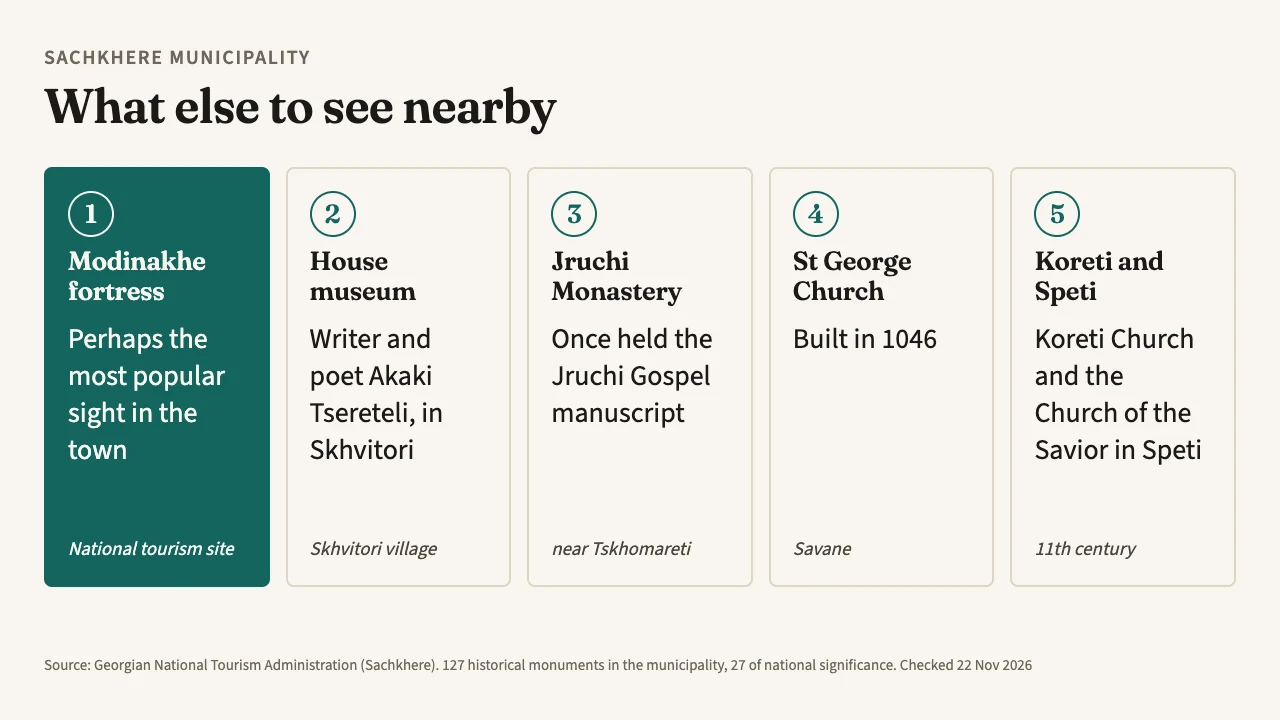 SACHKHERE MUNICIPALITY
What else to see nearby
1
Modinakhe
fortress
Perhaps the
most popular
sight in the
town
National tourism site
2
House
museum
Writer and
poet Akaki
Tsereteli, in
Skhvitori
Skhvitori village
3
Jruchi
Monastery
Once held the
Jruchi Gospel
manuscript
near Tskhomareti
4
St George
Church
Built in 1046
Savane
5
Koreti and
Speti
Koreti Church
and the
Church of the
Savior in Speti
11th century
Source: Georgian National Tourism Administration (Sachkhere). 127 historical monuments in the municipality, 27 of national significance. Checked 22 Nov 2026